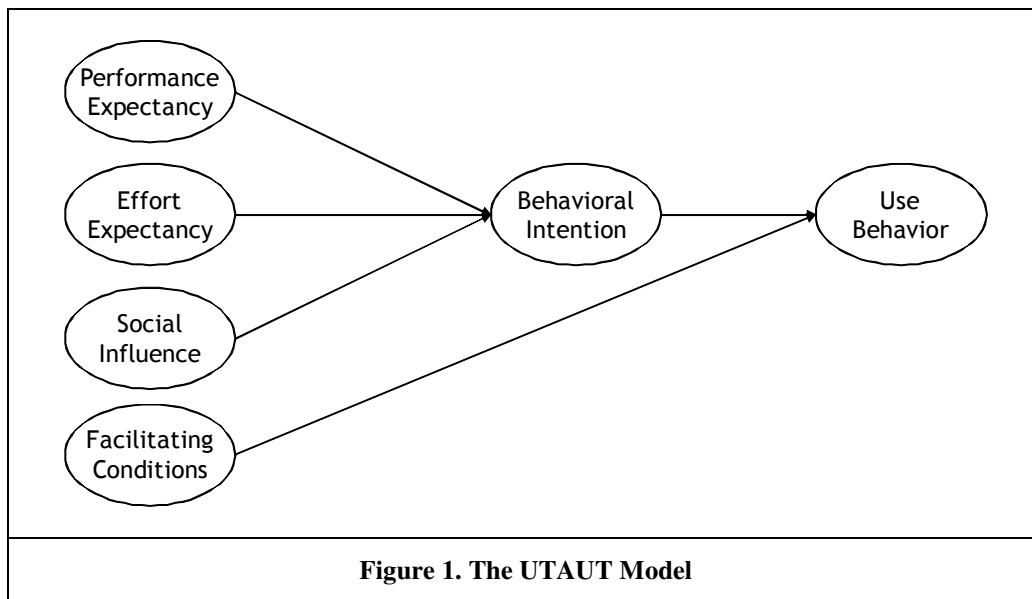 Performance
Expectancy
Effort
Expectancy
Behavioral
Intention
Use
Behavior
Social
Influence
Facilitating
Conditions
Figure 1. The UTAUT Model